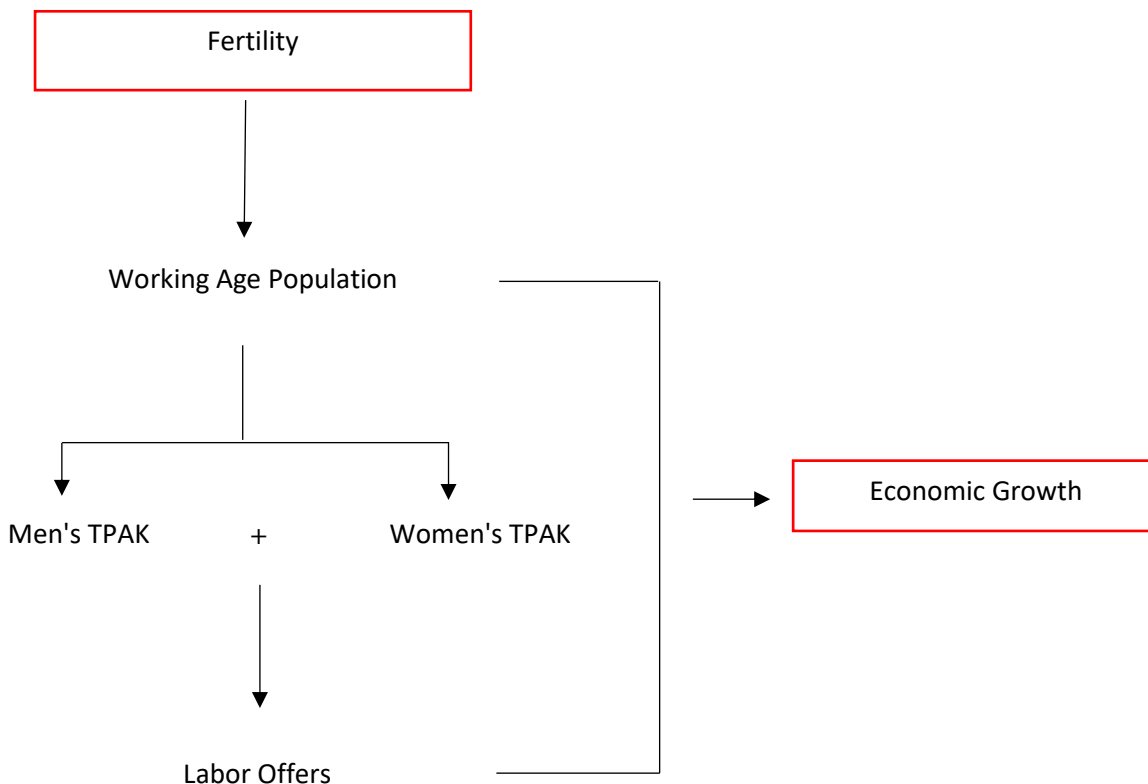 Fertility
Working Age Population
Economic Growth
Men's TPAK + Women's TPAK
Labor Offers